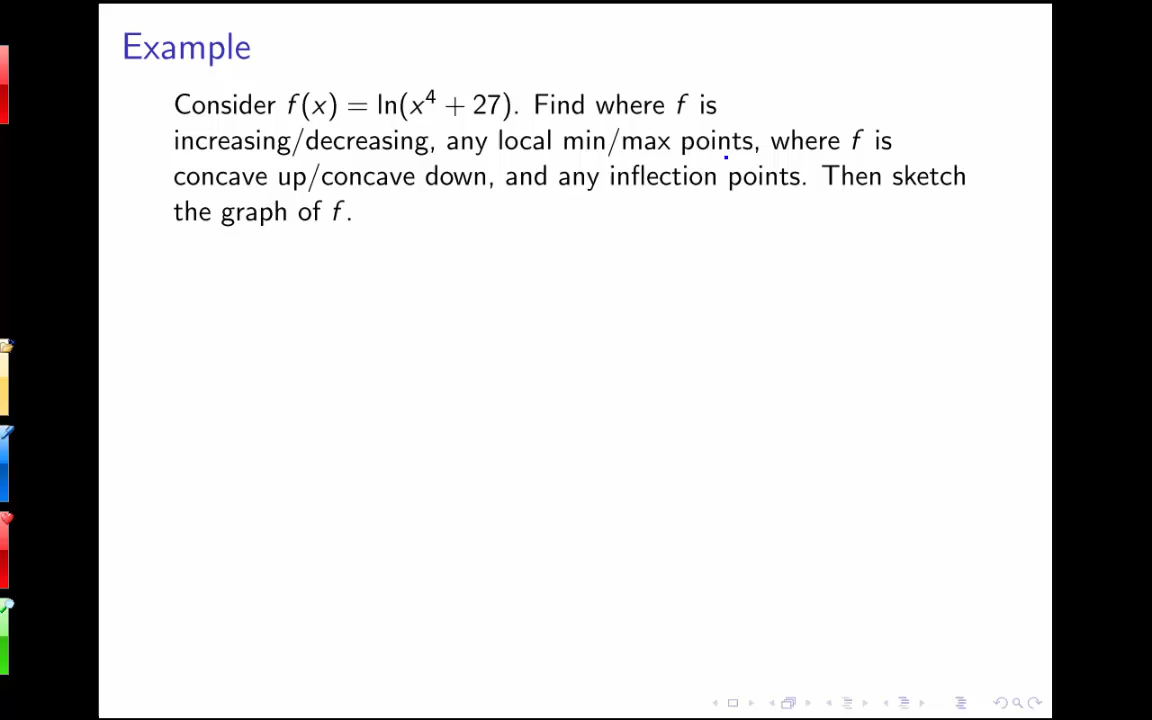 Example
Consider f(x) = ln(x⁴ + 27). Find where f is
increasing/decreasing, any local min/max points, where f is
concave up/concave down, and any inflection points. Then sketch
the graph of f.